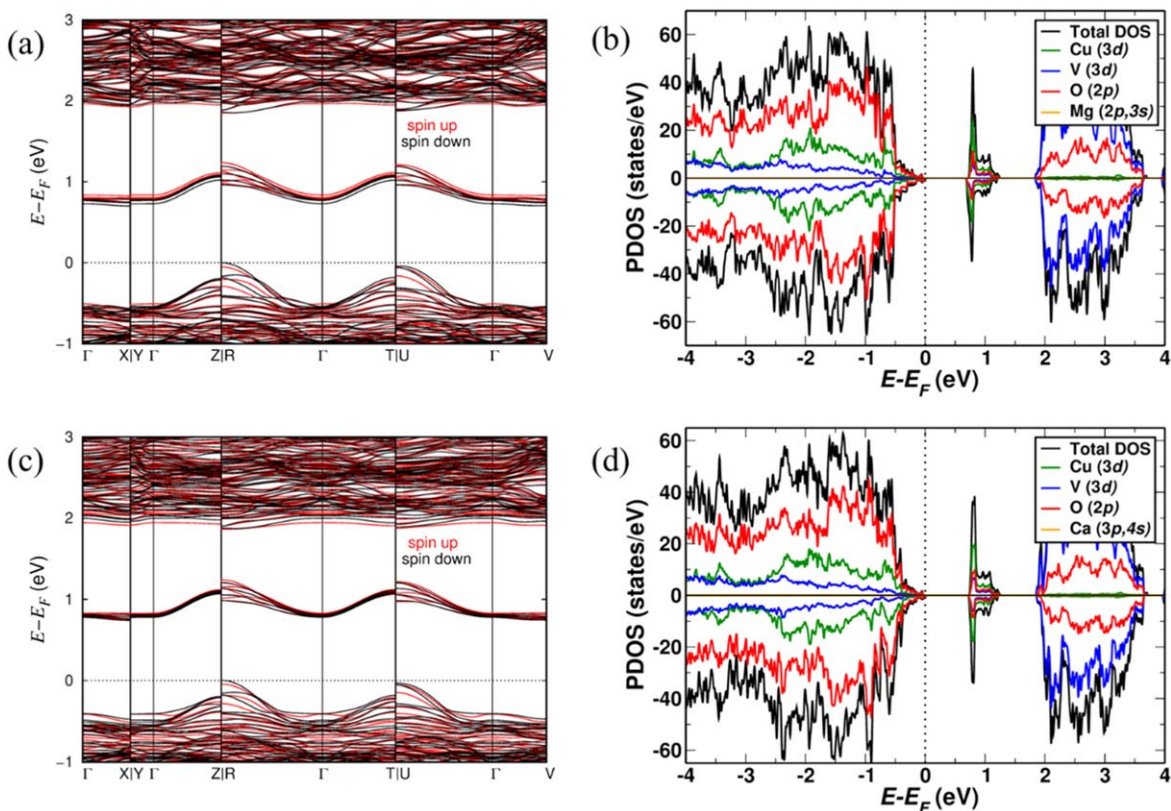 (a)
3
2
1
0
−1
E−E_F (eV)
spin up
spin down
Γ X|Y Γ Z|R Γ T|U Γ V
(b)
60
40
20
0
-20
-40
-60
PDOS (states/eV)
Total DOS
Cu (3d)
V (3d)
O (2p)
Mg (2p,3s)
-4 -3 -2 -1 0 1 2 3 4
E-E_F (eV)
(c)
3
2
1
0
−1
E−E_F (eV)
spin up
spin down
Γ X|Y Γ Z|R Γ T|U Γ V
(d)
60
40
20
0
-20
-40
-60
PDOS (states/eV)
Total DOS
Cu (3d)
V (3d)
O (2p)
Ca (3p,4s)
-4 -3 -2 -1 0 1 2 3 4
E-E_F (eV)